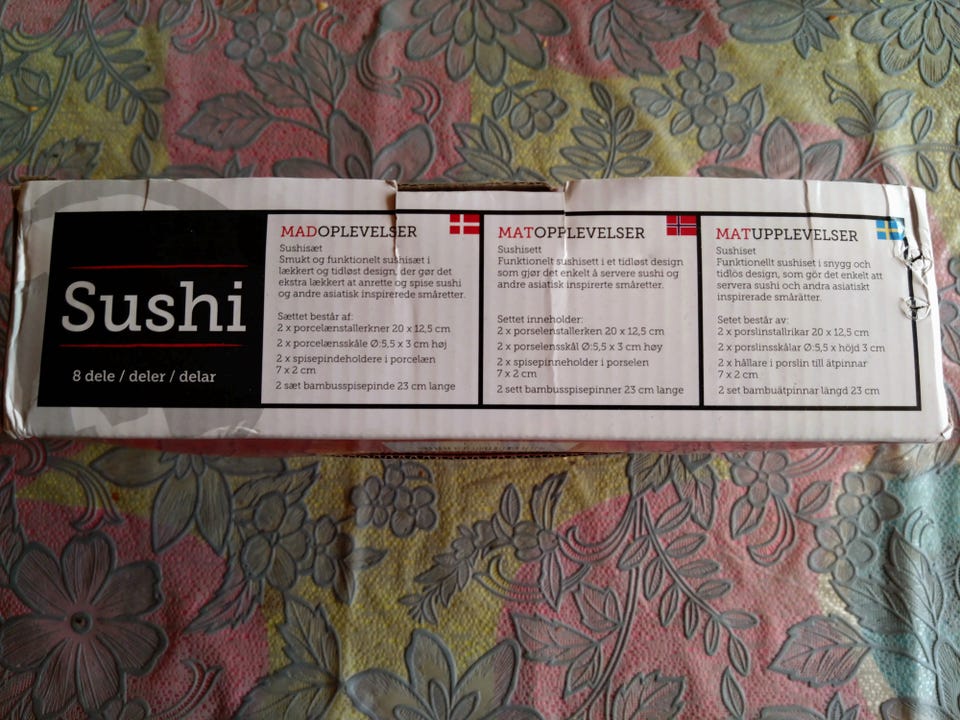 Sushi
8 dele / deler / delar
MADOPLEVELSER
Sushisæt
Smukt og funktionelt sushisæt i
lækkert og tidløst design, der gør det
ekstra lækkert at anrette og spise sushi
og andre asiatisk inspirerede småretter.
Sættet består af:
2 x porcelænstallerkner 20 x 12,5 cm
2 x porcelænsskåle Ø:5,5 x 3 cm høj
2 x spisepindeholdere i porcelæn
7 x 2 cm
2 sæt bambusspisepinde 23 cm lange
MATOPPLEVELSER
Sushisett
Funksjonelt sushisett i et tidløst design
som gjør det enkelt å servere sushi og
andre asiatisk inspirerte småretter.
Settet inneholder:
2 x porselenstallerken 20 x 12,5 cm
2 x porselensskål Ø:5,5 x 3 cm høy
2 x spisepinneholder i porselen
7 x 2 cm
2 sett bambusspisepinner 23 cm lange
MATUPPLEVELSER
Sushiset
Funktionellt sushiset i snygg och
tidlös design, som gör det enkelt att
servera sushi och andra asiatiskt
inspirerade smårätter.
Setet består av:
2 x porslinstallrikar 20 x 12,5 cm
2 x porslinsskålar Ø:5,5 x höjd 3 cm
2 x hållare i porslin till ätpinnar
7 x 2 cm
2 set bambuätpinnar längd 23 cm